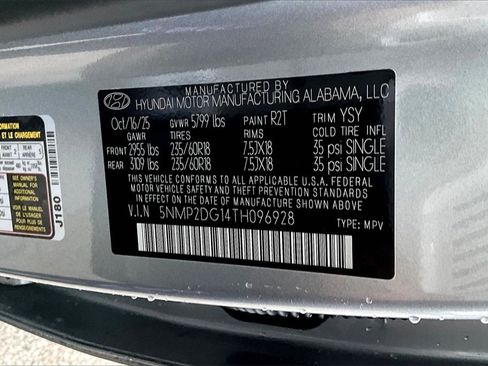 MANUFACTURED BY
HYUNDAI MOTOR MANUFACTURING ALABAMA, LLC
Oct/16/25 GVWR 5799 lbs PAINT R2T TRIM YSY
GAWR TIRES RIMS COLD TIRE PRESSURE
FRONT 2955 lbs 235/60R18 7.5JX18 35 psi SINGLE
REAR 3109 lbs 235/60R18 7.5JX18 35 psi SINGLE
THIS VEHICLE CONFORMS TO ALL APPLICABLE U.S.A. FEDERAL
MOTOR VEHICLE SAFETY AND THEFT PREVENTION STANDARDS
IN EFFECT ON THE DATE OF MANUFACTURE SHOWN ABOVE.
V.I.N 5NMP2DG14TH096928
TYPE: MPV
J180